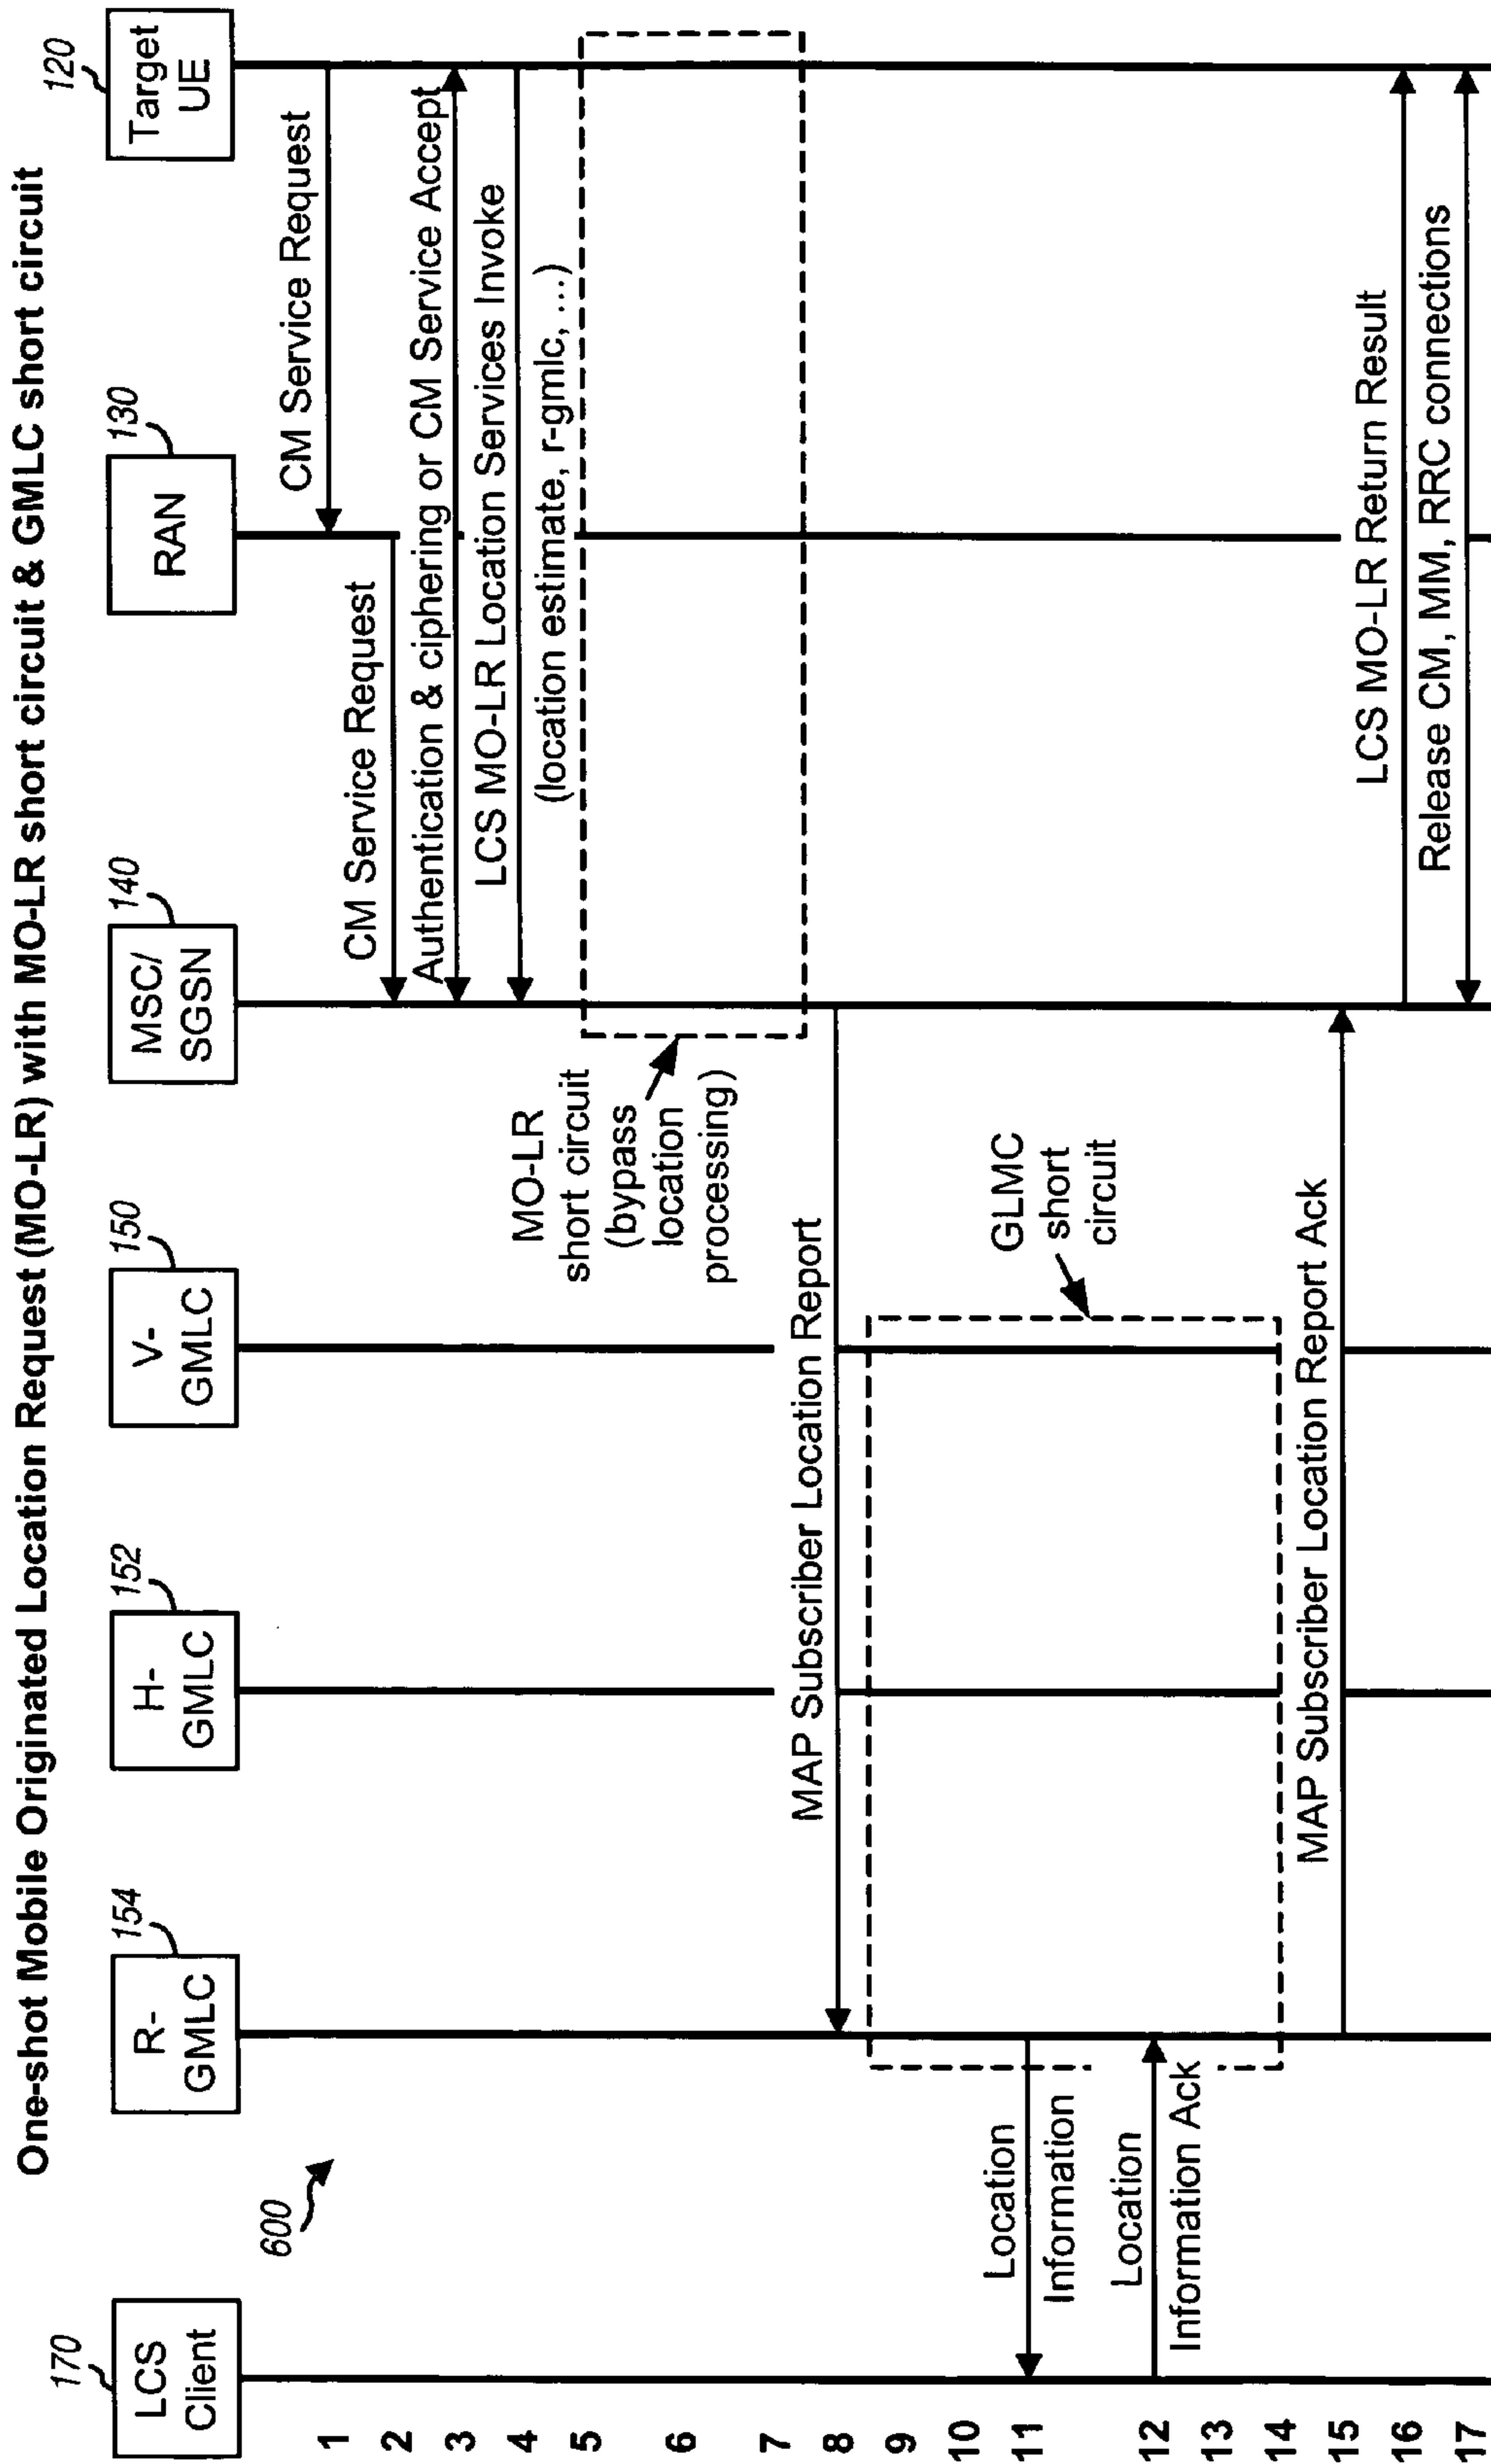 One-shot Mobile Originated Location Request (MO-LR) with MO-LR short circuit & GMLC short circuit
170
LCS
Client
154
R-
GMLC
152
H-
GMLC
150
V-
GMLC
140
MSC/
SGSN
130
RAN
120
Target
UE
600
1
CM Service Request
2
CM Service Request
3
Authentication & ciphering or CM Service Accept
4
LCS MO-LR Location Services Invoke
(location estimate, r-gmlc, ...)
5
6
7
MO-LR
short circuit
(bypass
location
processing)
8
MAP Subscriber Location Report
9
10
11
Location
Information
GLMC
short
circuit
12
Location
Information Ack
13
14
15
MAP Subscriber Location Report Ack
16
LCS MO-LR Return Result
17
Release CM, MM, RRC connections